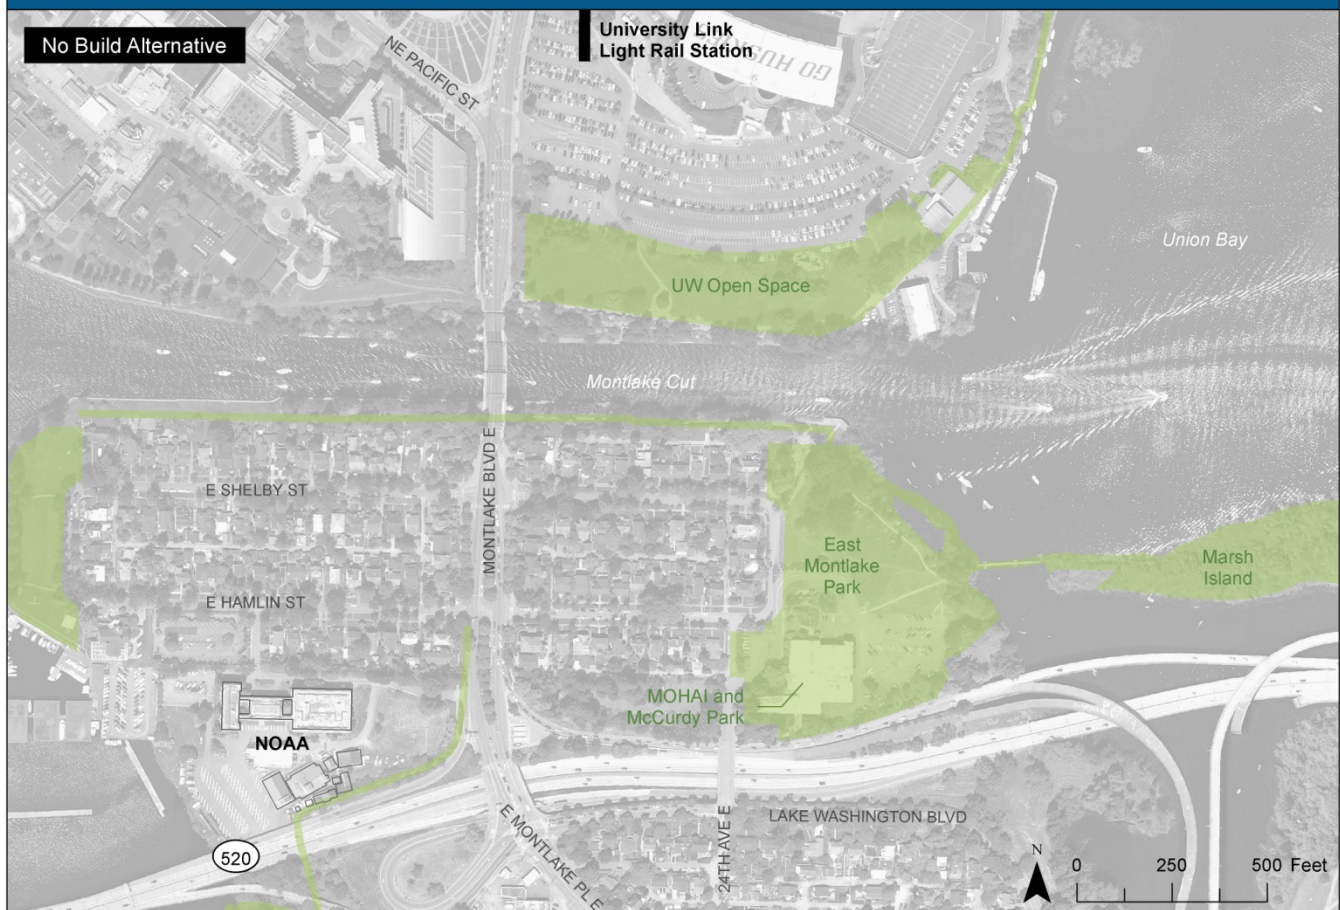 No Build Alternative
University Link
Light Rail Station
NE PACIFIC ST
GO HUSKIES
Union Bay
UW Open Space
Montlake Cut
MONTLAKE BLVD E
E SHELBY ST
East
Montlake
Park
Marsh
Island
E HAMLIN ST
MOHAI and
McCurdy Park
NOAA
E MONTLAKE PL E
24TH AVE E
LAKE WASHINGTON BLVD
520
N
0 250 500 Feet